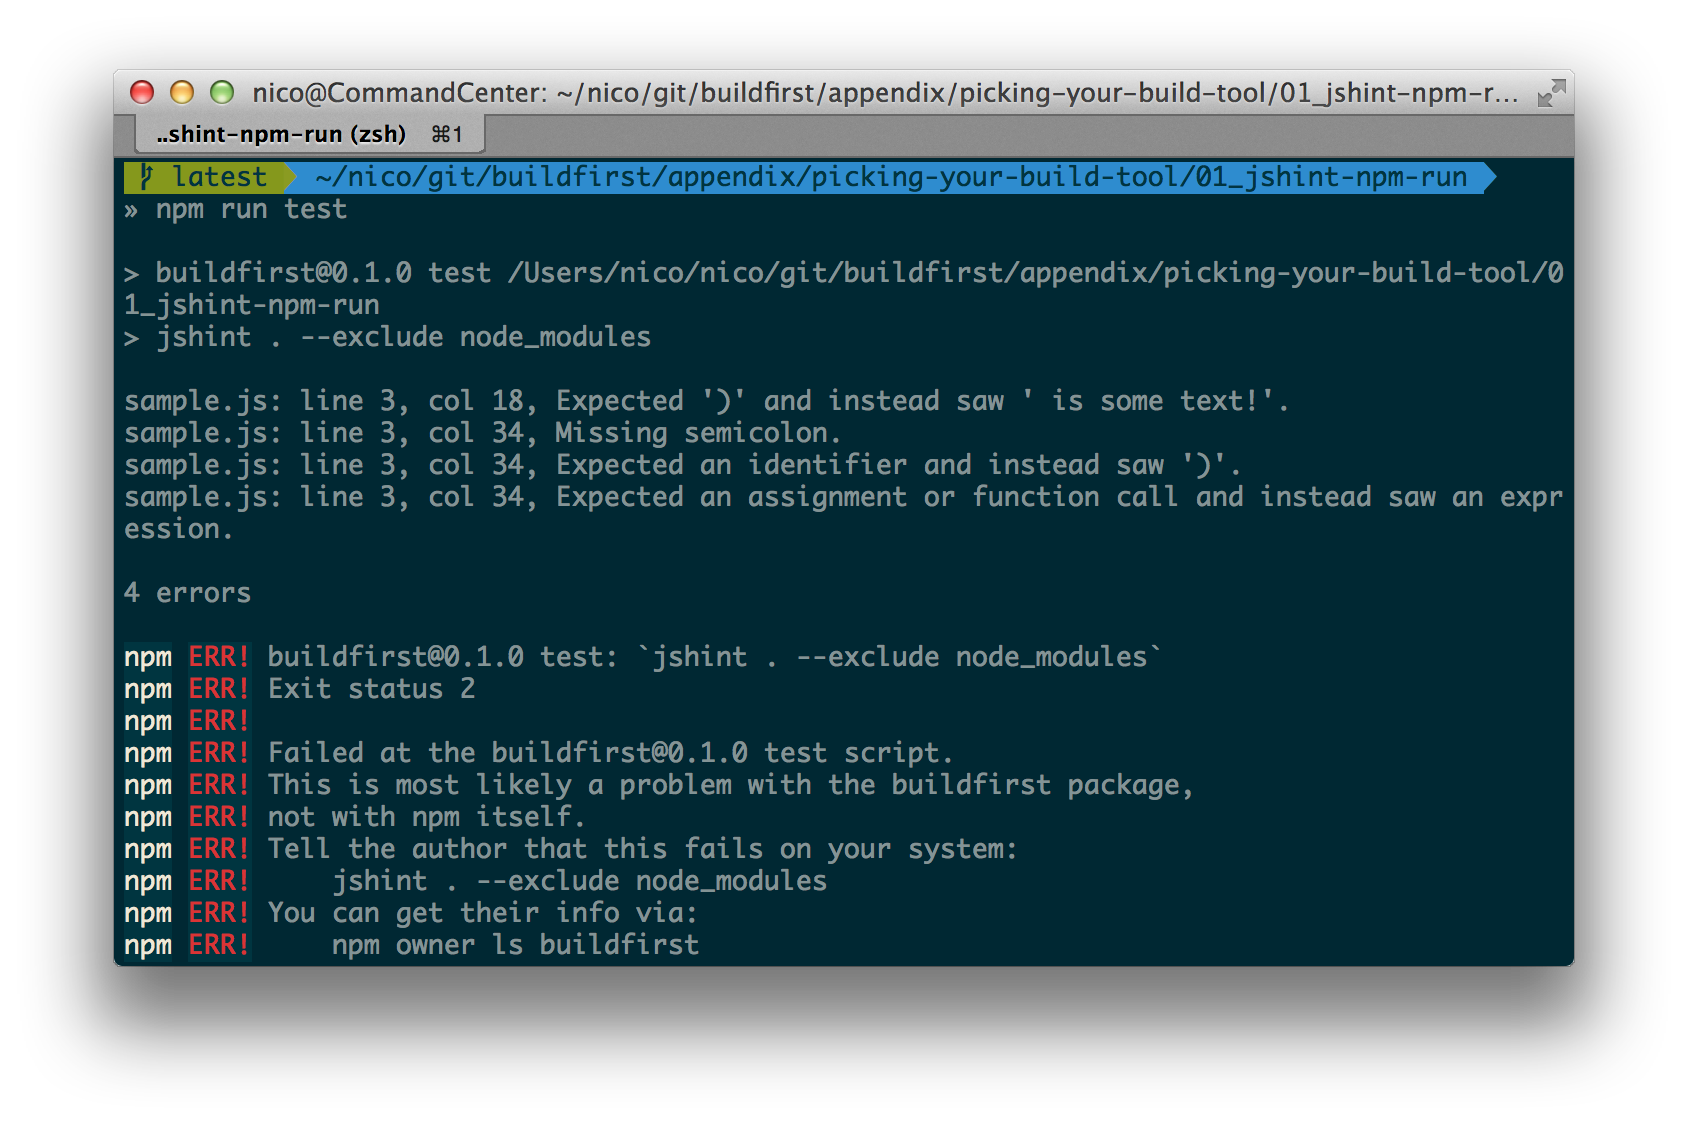 nico@CommandCenter: ~/nico/git/buildfirst/appendix/picking-your-build-tool/01_jshint-npm-r...
..shint-npm-run (zsh) ⌘1
latest ~/nico/git/buildfirst/appendix/picking-your-build-tool/01_jshint-npm-run
» npm run test
> buildfirst@0.1.0 test /Users/nico/nico/git/buildfirst/appendix/picking-your-build-tool/0
1_jshint-npm-run
> jshint . --exclude node_modules
sample.js: line 3, col 18, Expected ')' and instead saw ' is some text!'.
sample.js: line 3, col 34, Missing semicolon.
sample.js: line 3, col 34, Expected an identifier and instead saw ')'.
sample.js: line 3, col 34, Expected an assignment or function call and instead saw an expr
ession.
4 errors
npm ERR! buildfirst@0.1.0 test: `jshint . --exclude node_modules`
npm ERR! Exit status 2
npm ERR!
npm ERR! Failed at the buildfirst@0.1.0 test script.
npm ERR! This is most likely a problem with the buildfirst package,
npm ERR! not with npm itself.
npm ERR! Tell the author that this fails on your system:
npm ERR!     jshint . --exclude node_modules
npm ERR! You can get their info via:
npm ERR!     npm owner ls buildfirst